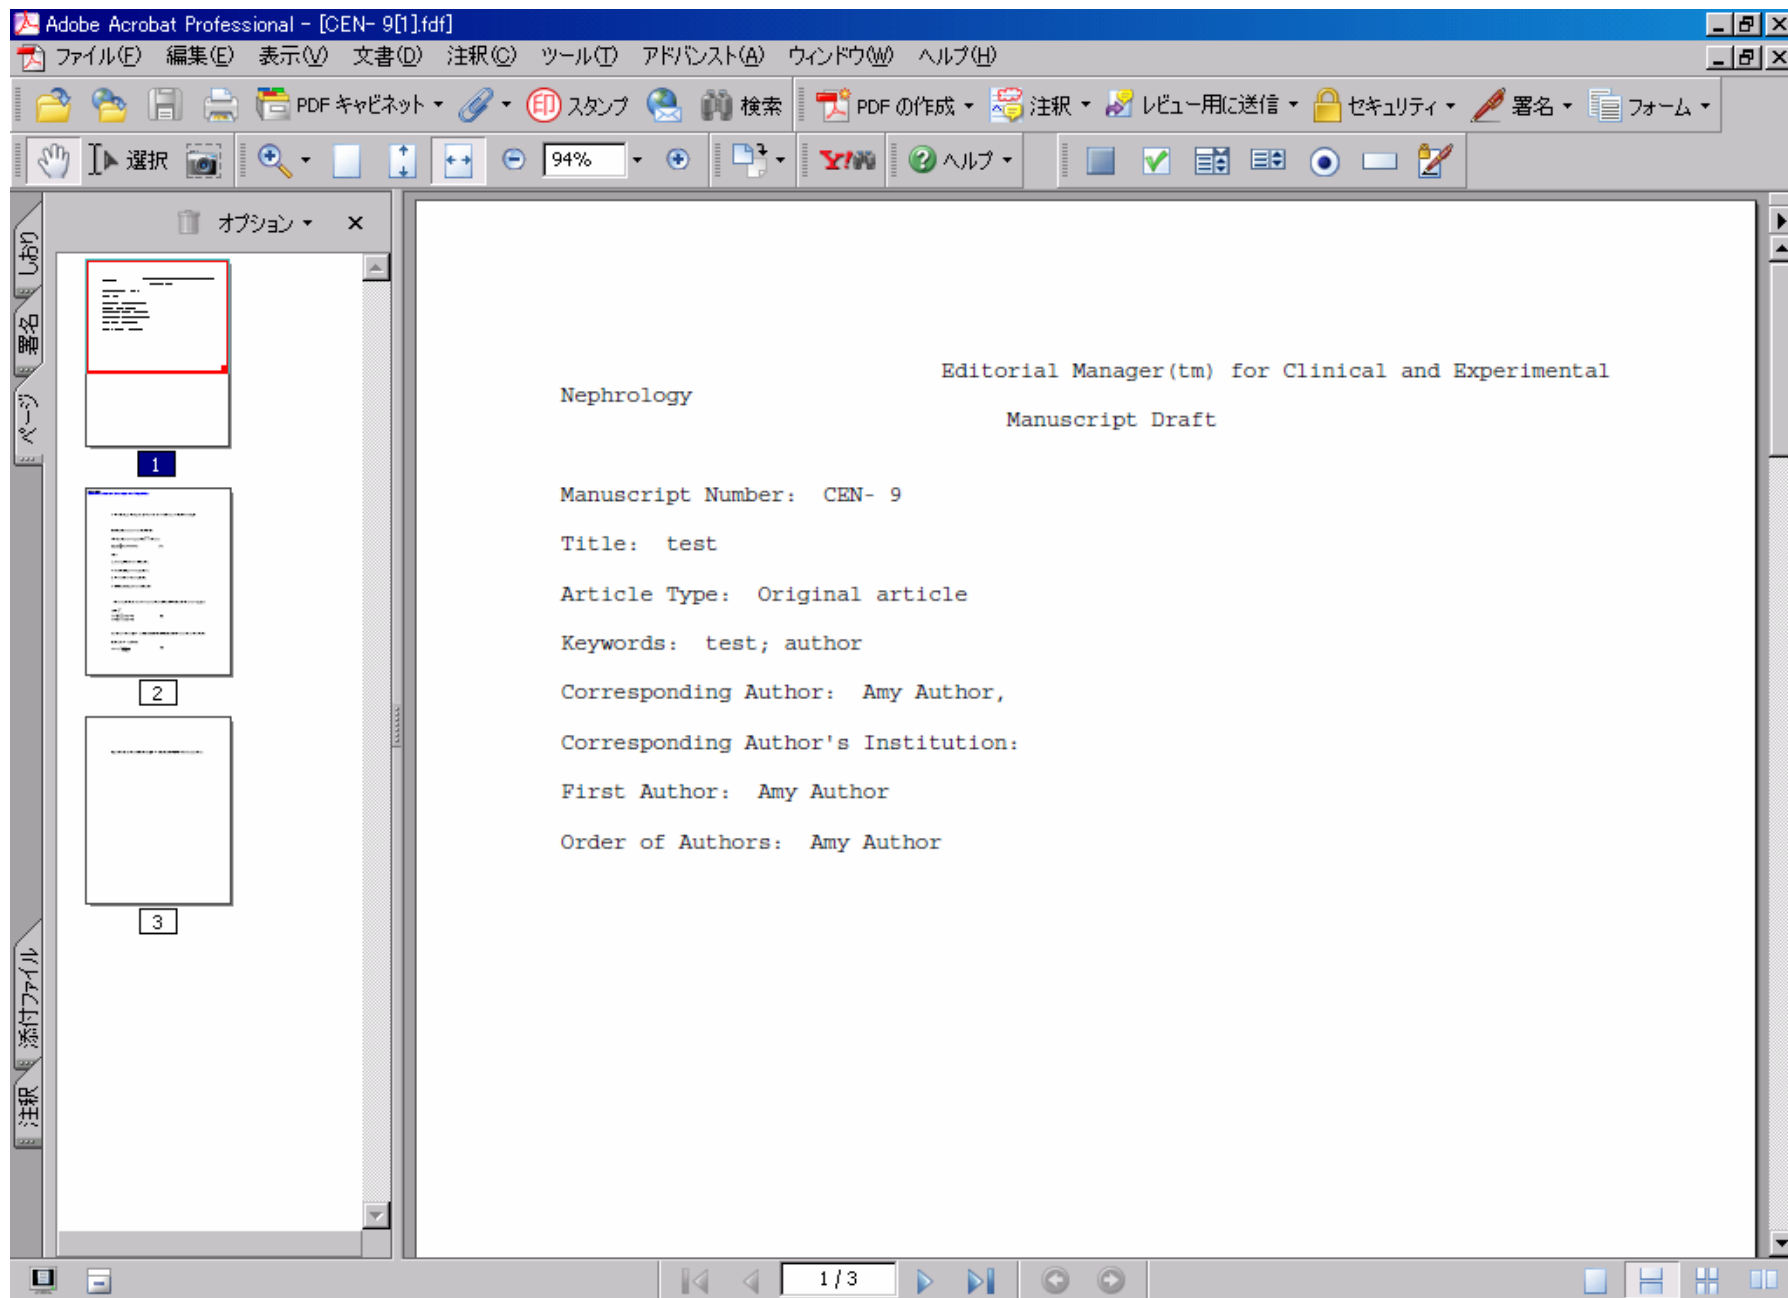 Adobe Acrobat Professional - [CEN- 9[1].fdf]
ファイル(F) 編集(E) 表示(V) 文書(D) 注釈(C) ツール(T) アドバンスト(A) ウィンドウ(W) ヘルプ(H)
PDF キャビネット 印 スタンプ 検索 PDF の作成 注釈 レビュー用に送信 セキュリティ 署名 フォーム
選択 94% Y! ヘルプ
オプション
しおり
署名
ページ
添付ファイル
注釈
1
2
3
Editorial Manager(tm) for Clinical and Experimental
Nephrology
Manuscript Draft
Manuscript Number: CEN- 9
Title: test
Article Type: Original article
Keywords: test; author
Corresponding Author: Amy Author,
Corresponding Author's Institution:
First Author: Amy Author
Order of Authors: Amy Author
1 / 3